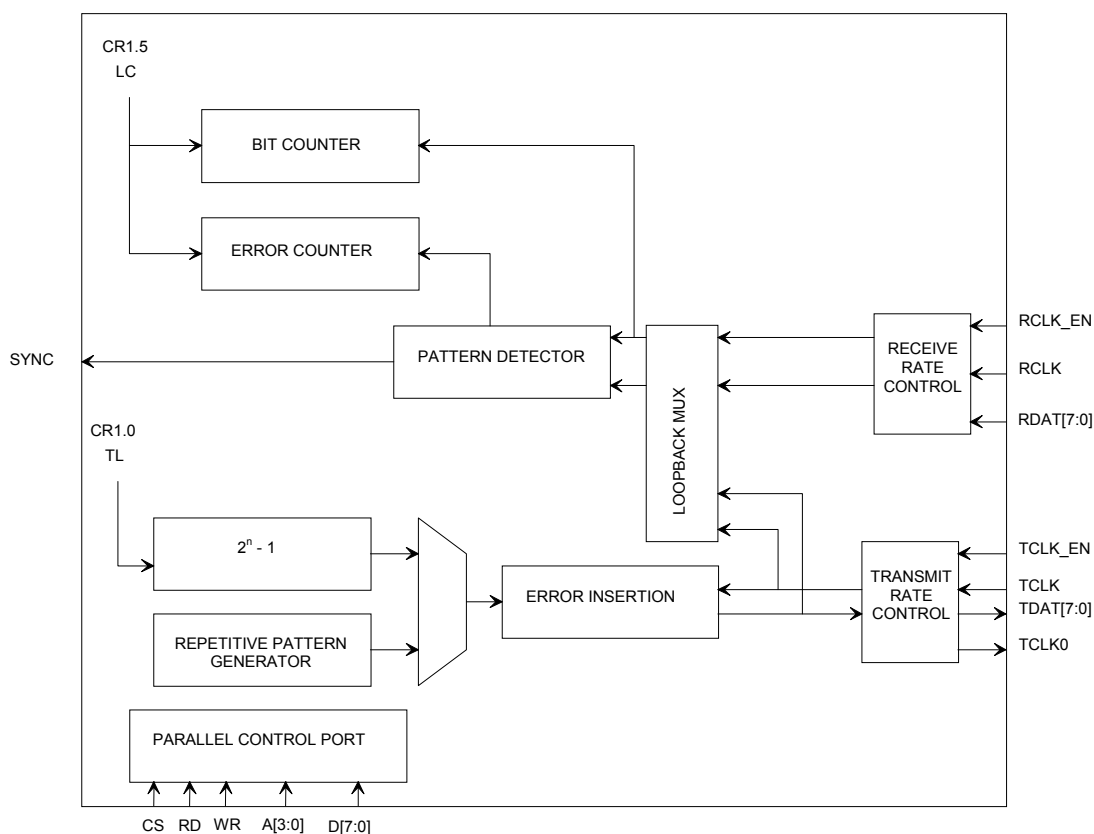 CR1.5
LC
BIT COUNTER
ERROR COUNTER
RCLK_EN
SYNC
PATTERN DETECTOR
RECEIVE
RATE
CONTROL
RCLK
RDAT[7:0]
LOOPBACK MUX
CR1.0
TL
2ⁿ - 1
TCLK_EN
ERROR INSERTION
TRANSMIT
RATE
CONTROL
TCLK
TDAT[7:0]
TCLK0
REPETITIVE PATTERN
GENERATOR
PARALLEL CONTROL PORT
CS RD WR A[3:0] D[7:0]